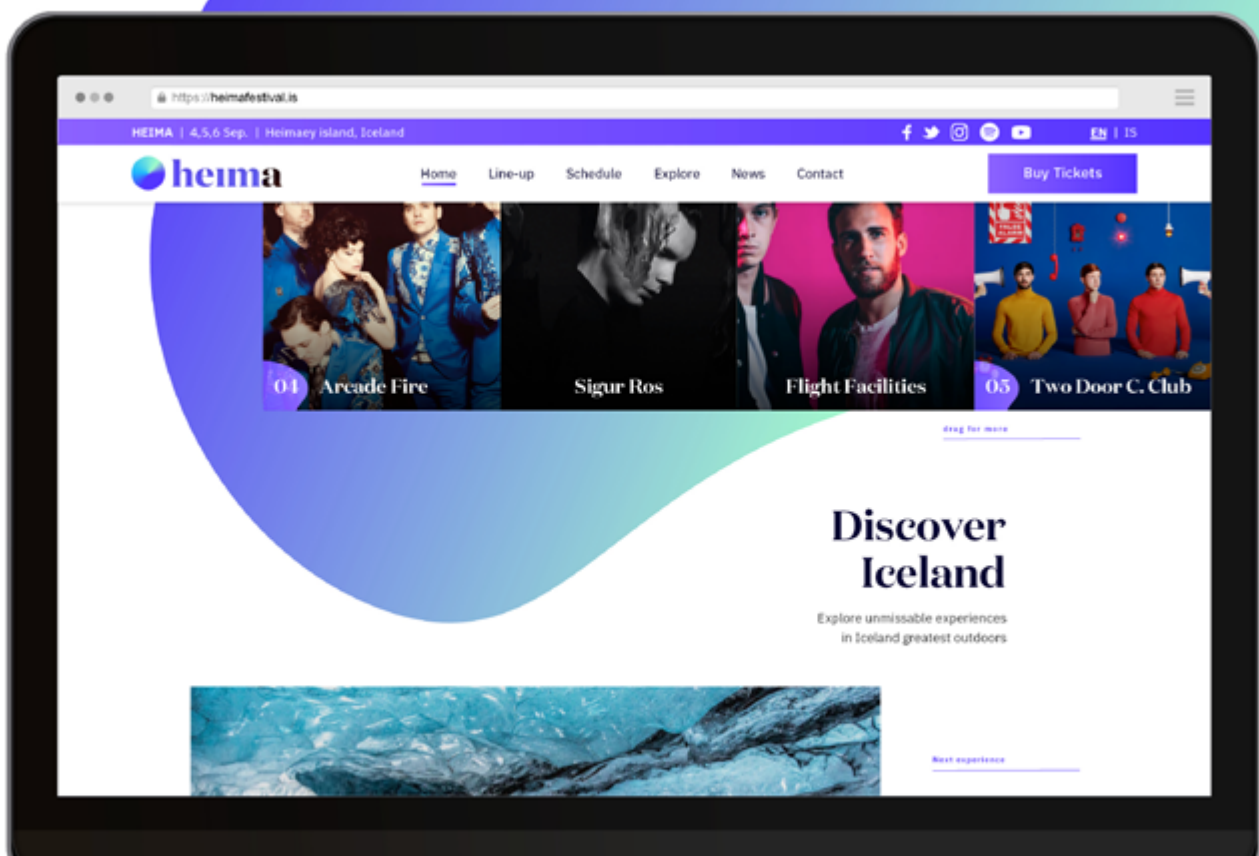 https://heimafestival.is
HEIMA | 4,5,6 Sep. | Heimaey island, Iceland
EN | IS
heima
Home Line-up Schedule Explore News Contact
Buy Tickets
04 Arcade Fire
Sigur Ros
Flight Facilities
05 Two Door C. Club
drag for more
Discover
Iceland
Explore unmissable experiences
in Iceland greatest outdoors
Next experience